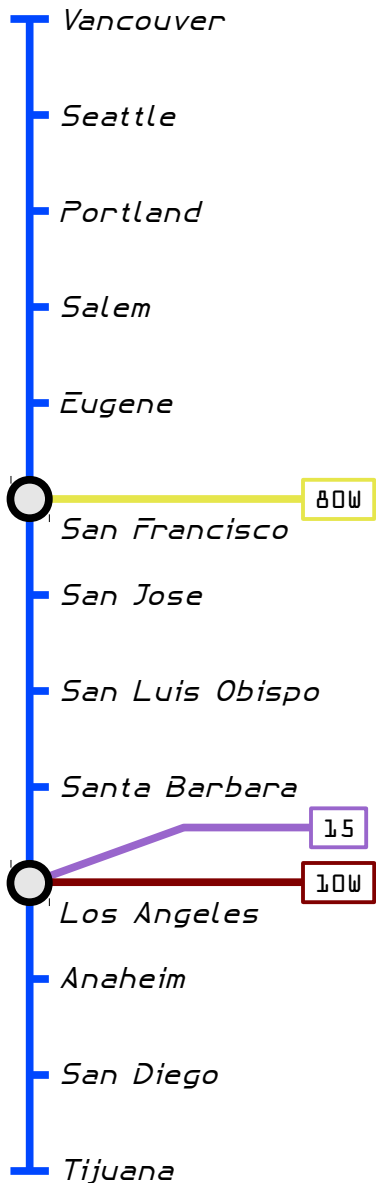 Vancouver
Seattle
Portland
Salem
Eugene
80W
San Francisco
San Jose
San Luis Obispo
Santa Barbara
15
10W
Los Angeles
Anaheim
San Diego
Tijuana